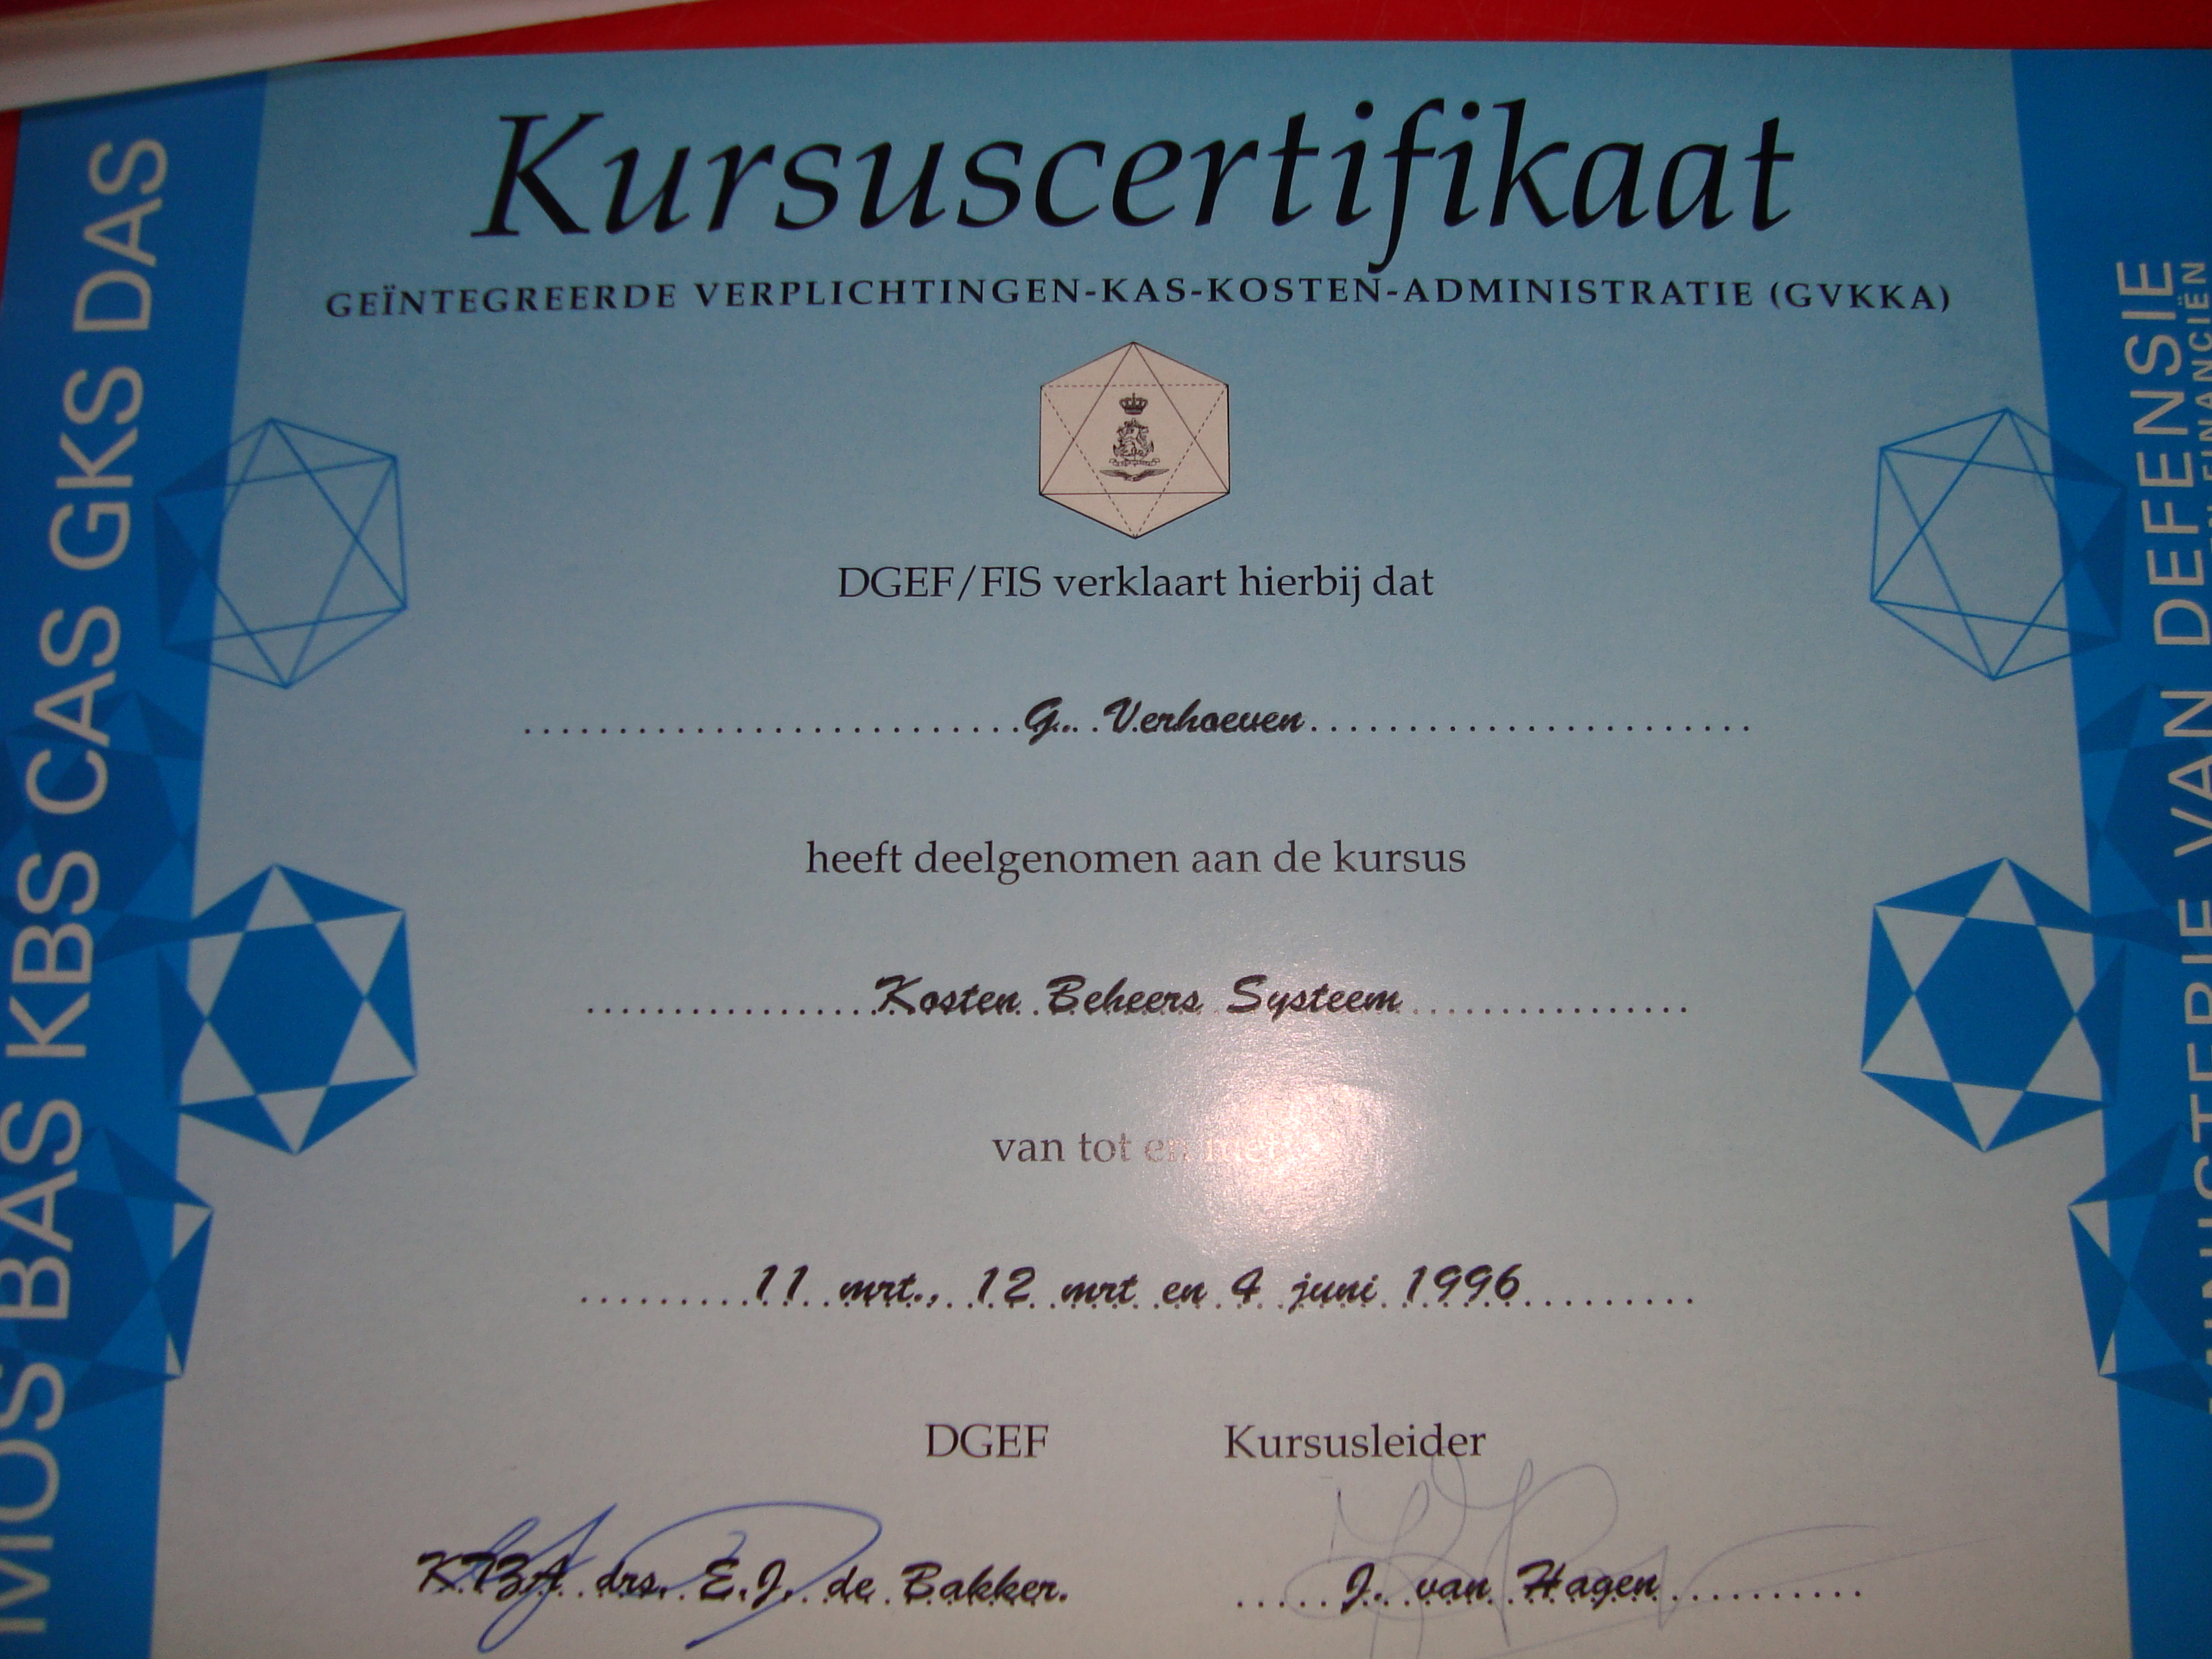 Kursuscertifikaat
GEÏNTEGREERDE VERPLICHTINGEN-KAS-KOSTEN-ADMINISTRATIE (GVKKA)
DGEF/FIS verklaart hierbij dat
G. Verhoeven
heeft deelgenomen aan de kursus
Kosten Beheers Systeem
van tot en met
11 mrt., 12 mrt en 4 juni 1996
DGEF Kursusleider
KTZA drs. E.J. de Bakker. J. van Hagen
MOS BAS KBS CAS GKS DAS
MINISTERIE VAN DEFENSIE
FINANCIËN